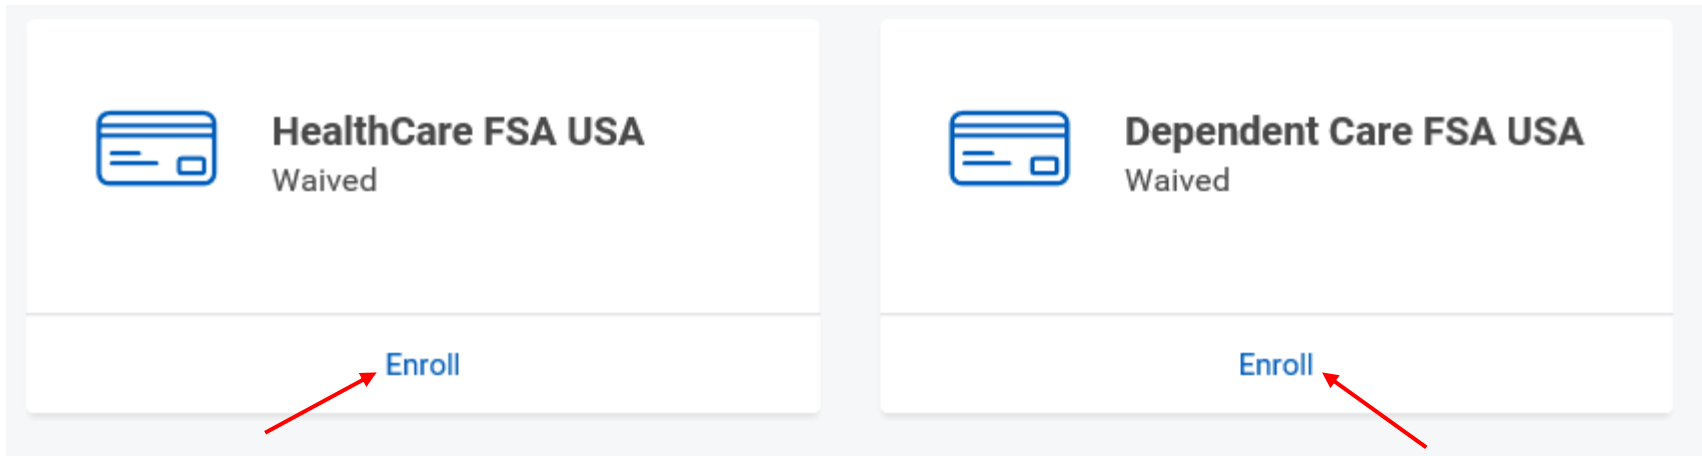 HealthCare FSA USA
Waived
Enroll
Dependent Care FSA USA
Waived
Enroll